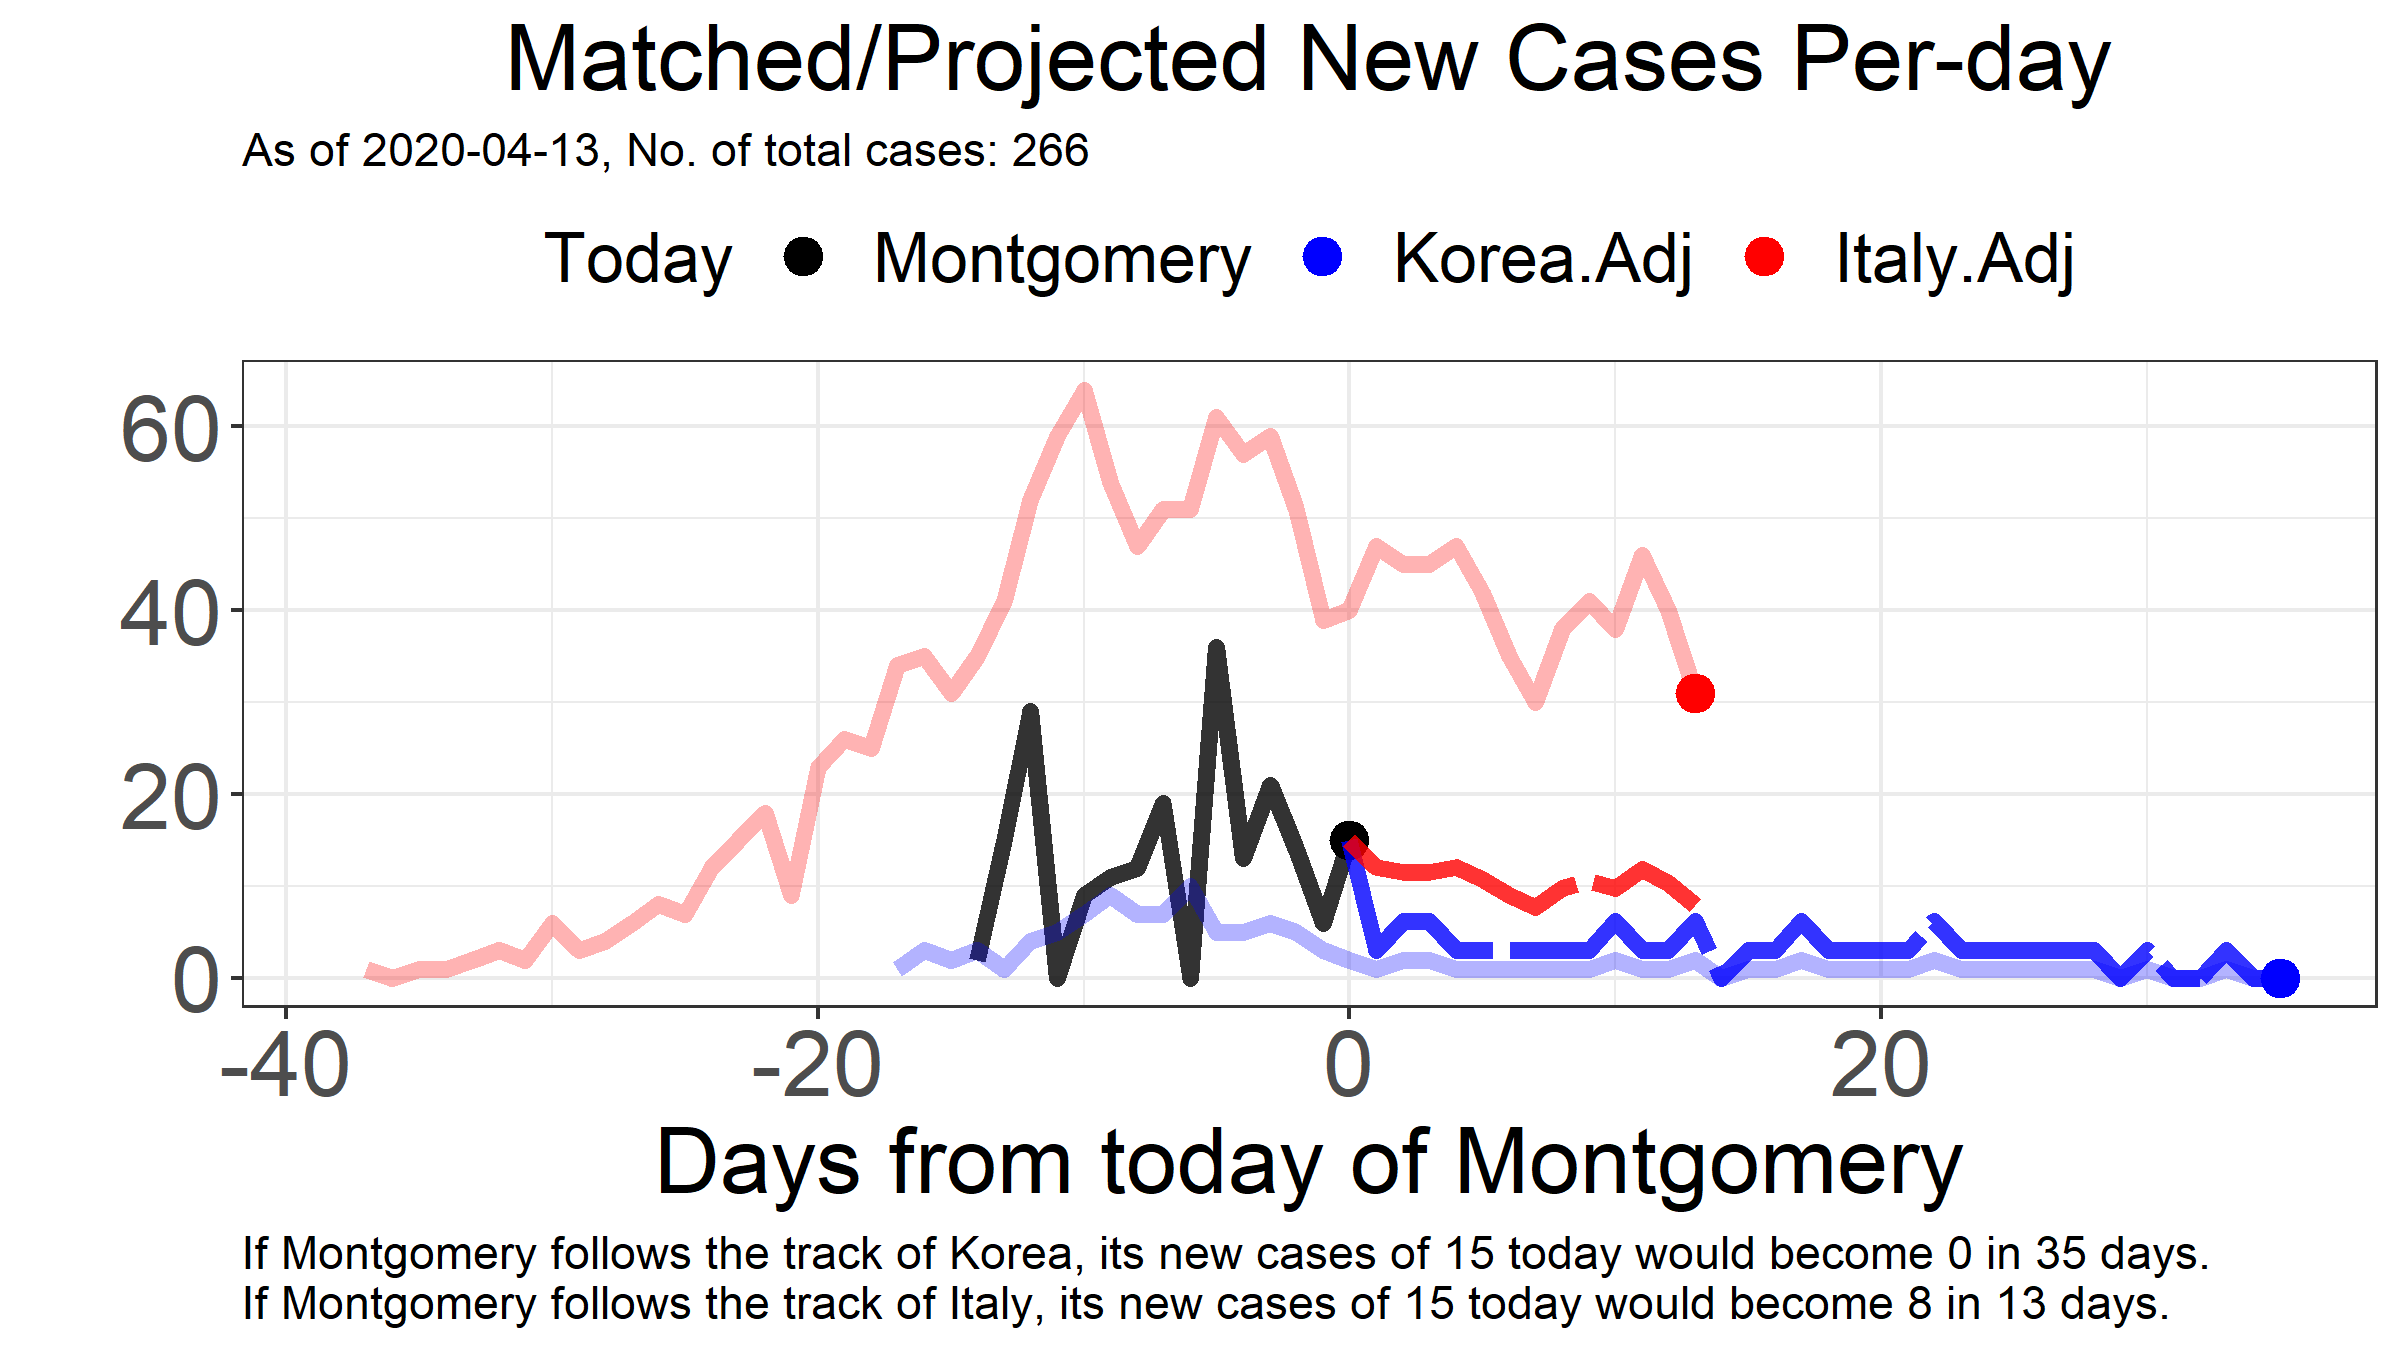 Matched/Projected New Cases Per-day
As of 2020-04-13, No. of total cases: 266
Today Montgomery Korea.Adj Italy.Adj
60
40
20
0
-40 -20 0 20
Days from today of Montgomery
If Montgomery follows the track of Korea, its new cases of 15 today would become 0 in 35 days.
If Montgomery follows the track of Italy, its new cases of 15 today would become 8 in 13 days.